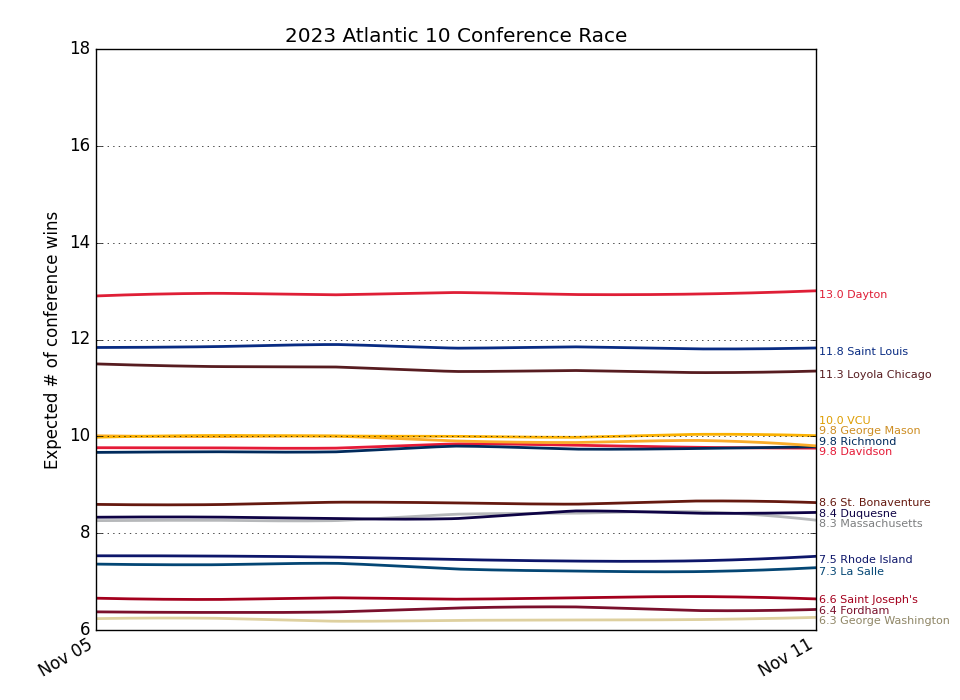 2023 Atlantic 10 Conference Race
Expected # of conference wins
18
16
14
12
10
8
6
Nov 05
Nov 11
13.0 Dayton
11.8 Saint Louis
11.3 Loyola Chicago
10.0 VCU
9.8 George Mason
9.8 Richmond
9.8 Davidson
8.6 St. Bonaventure
8.4 Duquesne
8.3 Massachusetts
7.5 Rhode Island
7.3 La Salle
6.6 Saint Joseph's
6.4 Fordham
6.3 George Washington